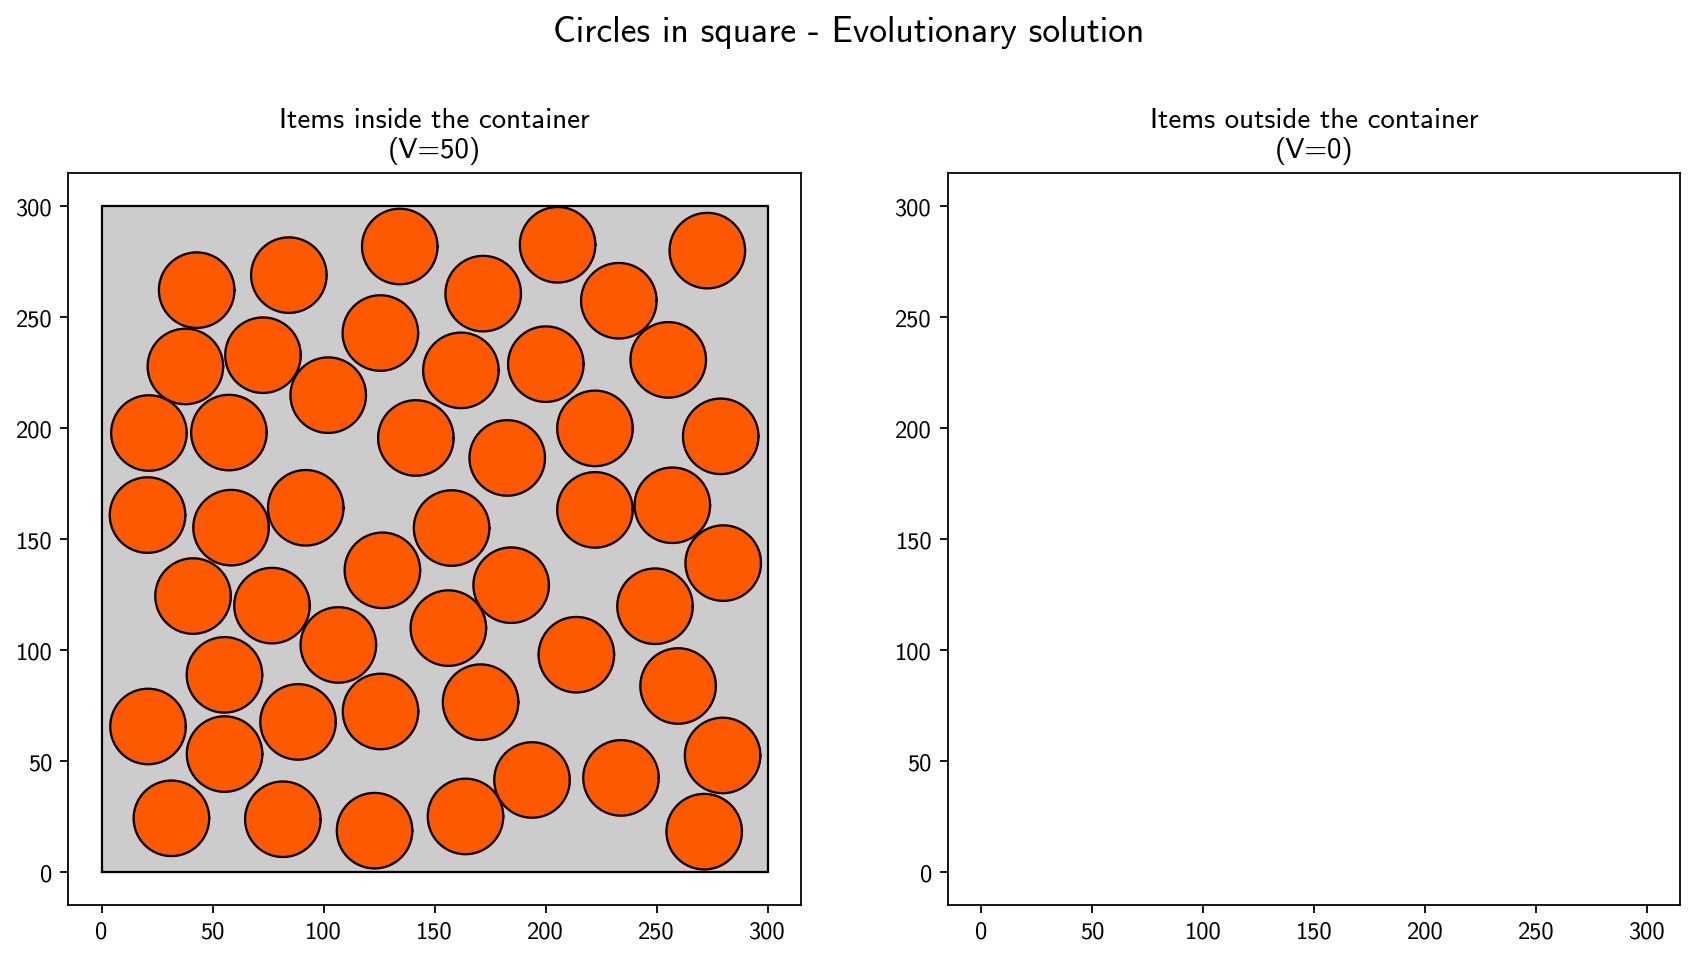 Circles in square - Evolutionary solution
Items inside the container
(V=50)
300
250
200
150
100
50
0
0 50 100 150 200 250 300
Items outside the container
(V=0)
300
250
200
150
100
50
0
0 50 100 150 200 250 300